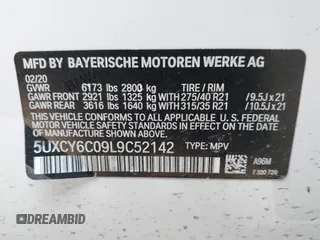 MFD BY BAYERISCHE MOTOREN WERKE AG
02/20
GVWR 6173 lbs 2800 kg TIRE / RIM
GAWR FRONT 2921 lbs 1325 kg 275/40 R21 / 9.5J x 21
GAWR REAR 3616 lbs 1640 kg 315/35 R21 / 10.5J x 21
THIS VEHICLE CONFORMS TO ALL APPLICABLE
U.S. FEDERAL MOTOR VEHICLE SAFETY
STANDARDS IN EFFECT ON THE DATE OF
MANUFACTURE SHOWN ABOVE.
5UXCY6C09L9C52142 TYPE: MPV
A96M
7 300 729